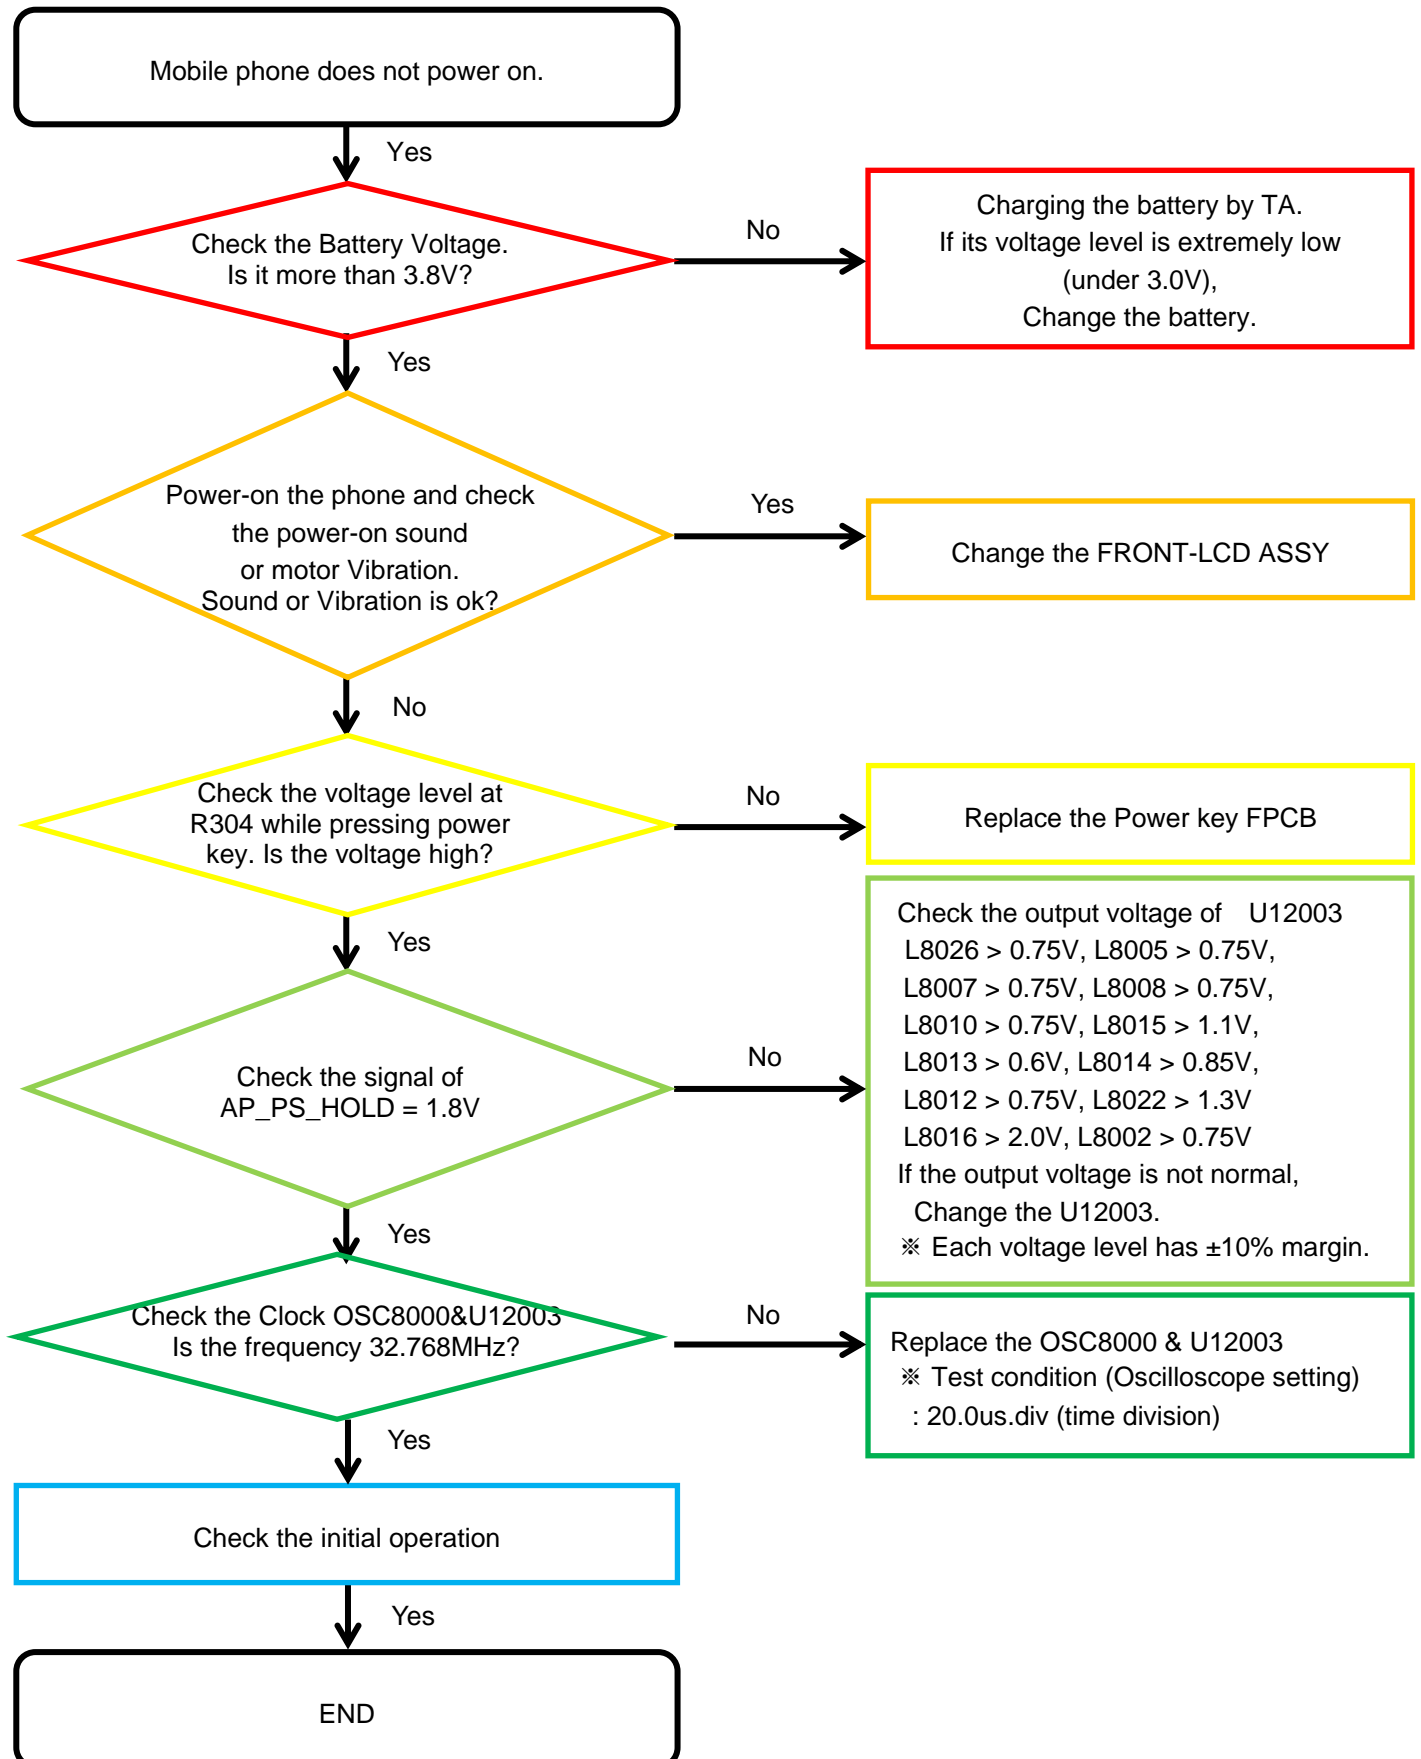 Mobile phone does not power on.
Yes
Check the Battery Voltage.
Is it more than 3.8V?
No
Charging the battery by TA.
If its voltage level is extremely low
(under 3.0V),
Change the battery.
Yes
Power-on the phone and check
the power-on sound
or motor Vibration.
Sound or Vibration is ok?
Yes
Change the FRONT-LCD ASSY
No
Check the voltage level at
R304 while pressing power
key. Is the voltage high?
No
Replace the Power key FPCB
Yes
Check the signal of
AP_PS_HOLD = 1.8V
No
Check the output voltage of U12003
L8026 > 0.75V, L8005 > 0.75V,
L8007 > 0.75V, L8008 > 0.75V,
L8010 > 0.75V, L8015 > 1.1V,
L8013 > 0.6V, L8014 > 0.85V,
L8012 > 0.75V, L8022 > 1.3V
L8016 > 2.0V, L8002 > 0.75V
If the output voltage is not normal,
Change the U12003.
※ Each voltage level has ±10% margin.
Yes
Check the Clock OSC8000&U12003
Is the frequency 32.768MHz?
No
Replace the OSC8000 & U12003
※ Test condition (Oscilloscope setting)
: 20.0us.div (time division)
Yes
Check the initial operation
Yes
END